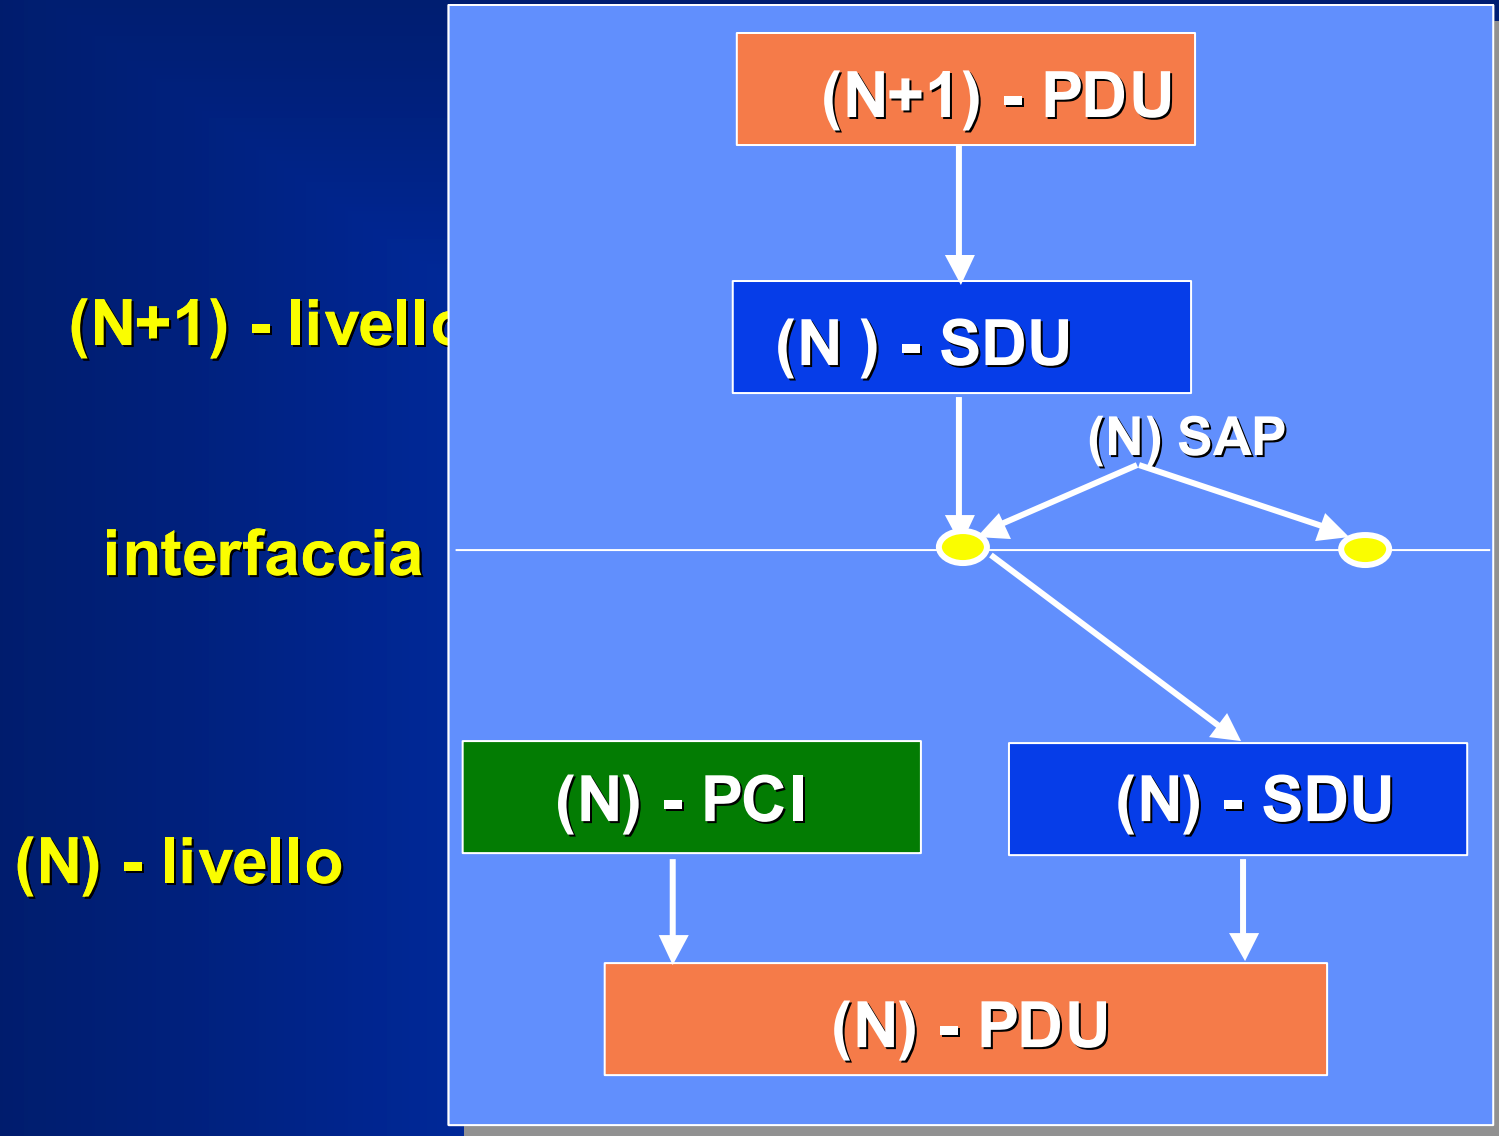 (N+1) - PDU
(N+1) - livello
(N ) - SDU
(N) SAP
interfaccia
(N) - PCI
(N) - SDU
(N) - livello
(N) - PDU